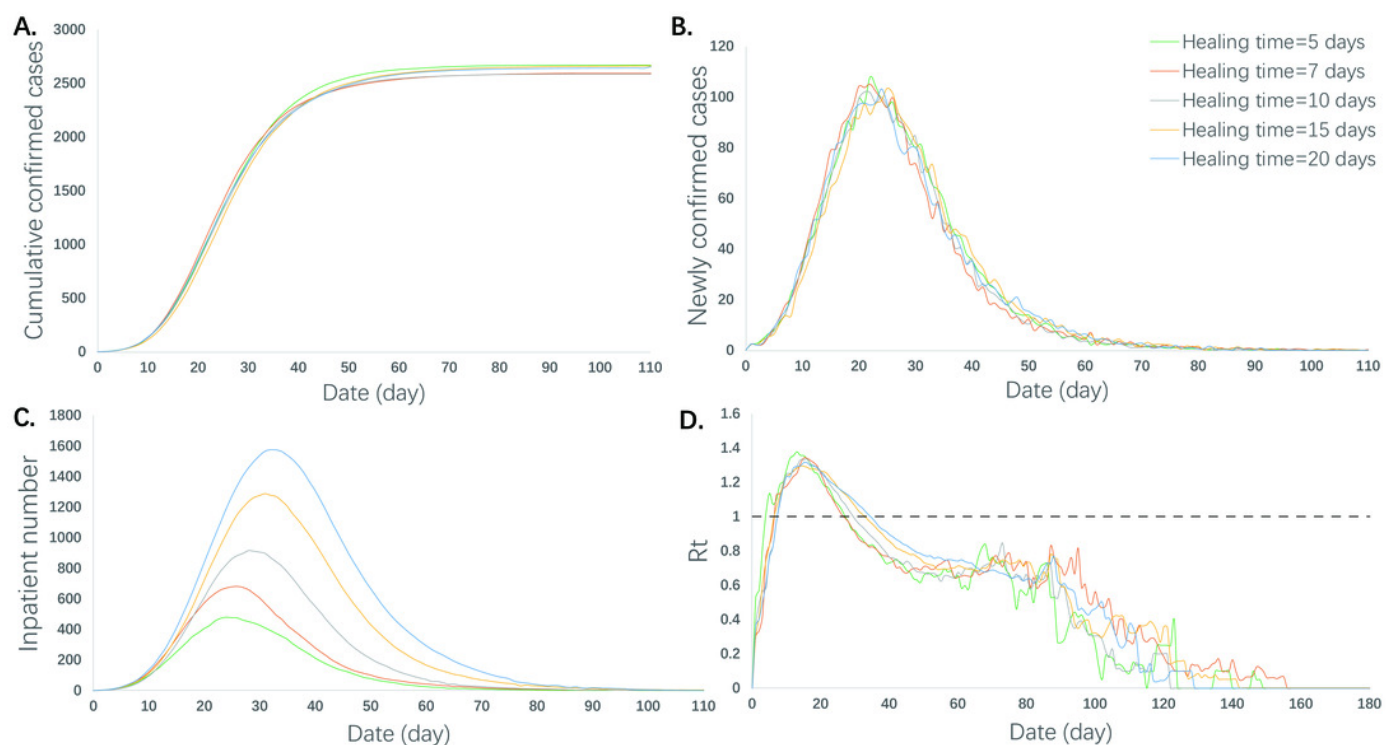 A.
Cumulative confirmed cases
3000
2500
2000
1500
1000
500
0
0 10 20 30 40 50 60 70 80 90 100 110
Date (day)
B.
Newly confirmed cases
120
100
80
60
40
20
0
0 10 20 30 40 50 60 70 80 90 100 110
Date (day)
Healing time=5 days
Healing time=7 days
Healing time=10 days
Healing time=15 days
Healing time=20 days
C.
Inpatient number
1800
1600
1400
1200
1000
800
600
400
200
0
0 10 20 30 40 50 60 70 80 90 100 110
Date (day)
D.
Rt
1.6
1.4
1.2
1
0.8
0.6
0.4
0.2
0
0 20 40 60 80 100 120 140 160 180
Date (day)